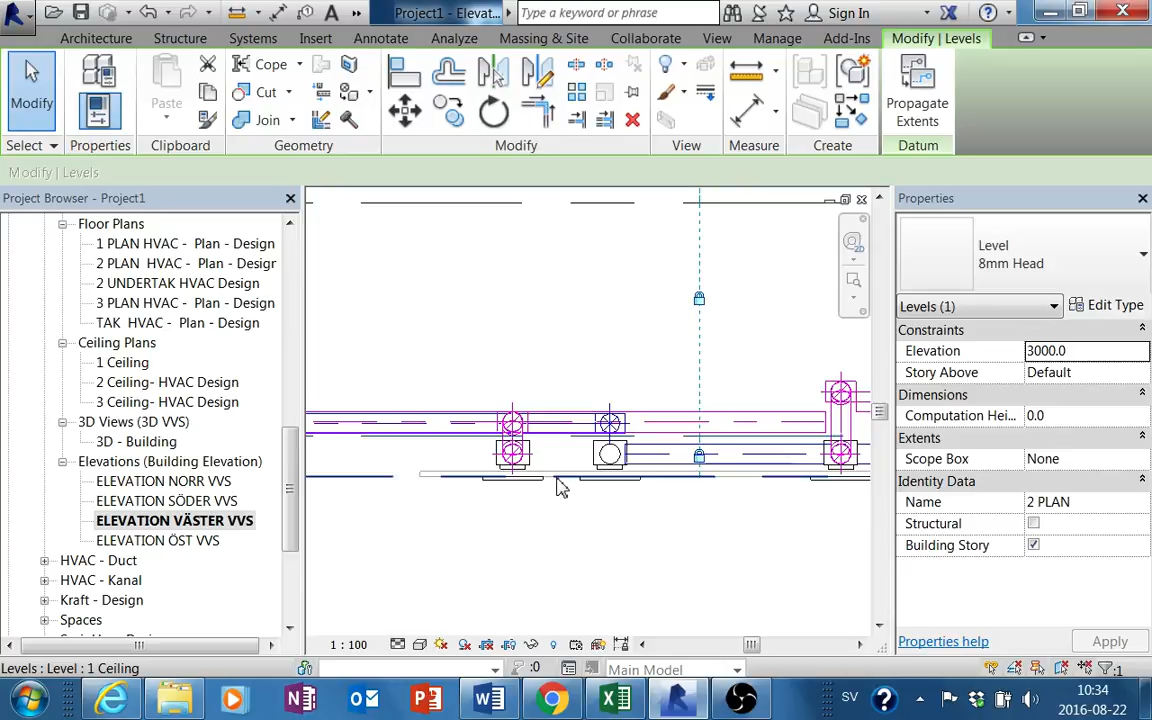 Project1 - Elevat...
Type a keyword or phrase
Sign In
Architecture Structure Systems Insert Annotate Analyze Massing & Site Collaborate View Manage Add-Ins Modify | Levels
Modify
Paste
Cope
Cut
Join
Propagate
Extents
Select Properties Clipboard Geometry Modify View Measure Create Datum
Modify | Levels
Project Browser - Project1
Floor Plans
1 PLAN HVAC - Plan - Design
2 PLAN HVAC - Plan - Design
2 UNDERTAK HVAC Design
3 PLAN HVAC - Plan - Design
TAK HVAC - Plan - Design
Ceiling Plans
1 Ceiling
2 Ceiling- HVAC Design
3 Ceiling - HVAC Design
3D Views (3D VVS)
3D - Building
Elevations (Building Elevation)
ELEVATION NORR VVS
ELEVATION SÖDER VVS
ELEVATION VÄSTER VVS
ELEVATION ÖST VVS
HVAC - Duct
HVAC - Kanal
Kraft - Design
Spaces
2D
Properties
Level
8mm Head
Levels (1)
Edit Type
Constraints
Elevation 3000.0
Story Above Default
Dimensions
Computation Hei... 0.0
Extents
Scope Box None
Identity Data
Name 2 PLAN
Structural
Building Story
Properties help
Apply
1 : 100
Levels : Level : 1 Ceiling
:0
Main Model
:1
SV
10:34
2016-08-22